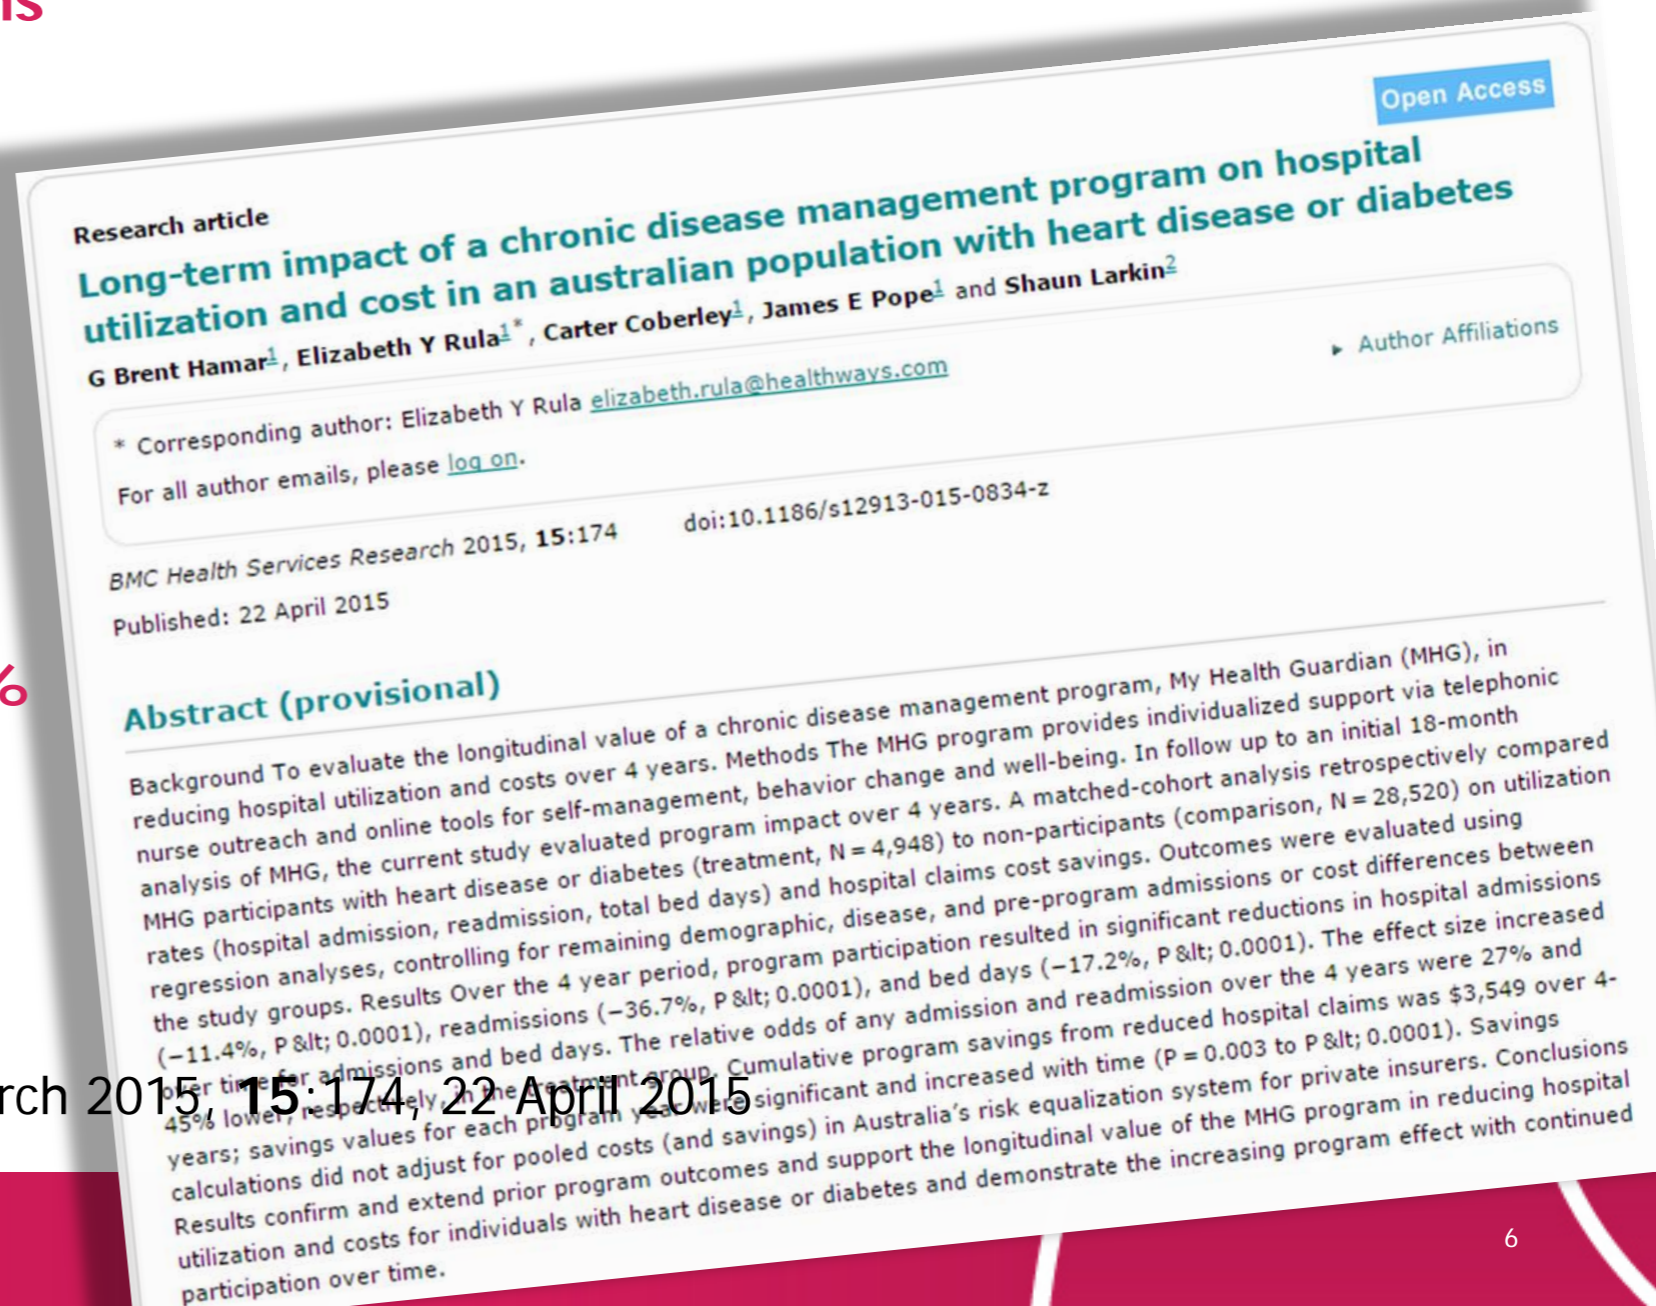 ns
Open Access
Research article
Long-term impact of a chronic disease management program on hospital
utilization and cost in an australian population with heart disease or diabetes
G Brent Hamar1, Elizabeth Y Rula1*, Carter Coberley1, James E Pope1 and Shaun Larkin2
* Corresponding author: Elizabeth Y Rula elizabeth.rula@healthways.com
▸ Author Affiliations
For all author emails, please log on.
BMC Health Services Research 2015, 15:174 doi:10.1186/s12913-015-0834-z
Published: 22 April 2015
%
Abstract (provisional)
Background To evaluate the longitudinal value of a chronic disease management program, My Health Guardian (MHG), in
reducing hospital utilization and costs over 4 years. Methods The MHG program provides individualized support via telephonic
nurse outreach and online tools for self-management, behavior change and well-being. In follow up to an initial 18-month
analysis of MHG, the current study evaluated program impact over 4 years. A matched-cohort analysis retrospectively compared
MHG participants with heart disease or diabetes (treatment, N = 4,948) to non-participants (comparison, N = 28,520) on utilization
rates (hospital admission, readmission, total bed days) and hospital claims cost savings. Outcomes were evaluated using
regression analyses, controlling for remaining demographic, disease, and pre-program admissions or cost differences between
the study groups. Results Over the 4 year period, program participation resulted in significant reductions in hospital admissions
(−11.4%, P &lt; 0.0001), readmissions (−36.7%, P &lt; 0.0001), and bed days (−17.2%, P &lt; 0.0001). The effect size increased
over time for admissions and bed days. The relative odds of any admission and readmission over the 4 years were 27% and
45% lower, respectively, in the treatment group. Cumulative program savings from reduced hospital claims was $3,549 over 4-
years; savings values for each program year were significant and increased with time (P = 0.003 to P &lt; 0.0001). Savings
calculations did not adjust for pooled costs (and savings) in Australia's risk equalization system for private insurers. Conclusions
Results confirm and extend prior program outcomes and support the longitudinal value of the MHG program in reducing hospital
utilization and costs for individuals with heart disease or diabetes and demonstrate the increasing program effect with continued
participation over time.
rch 2015, 15:174, 22 April 2015
6